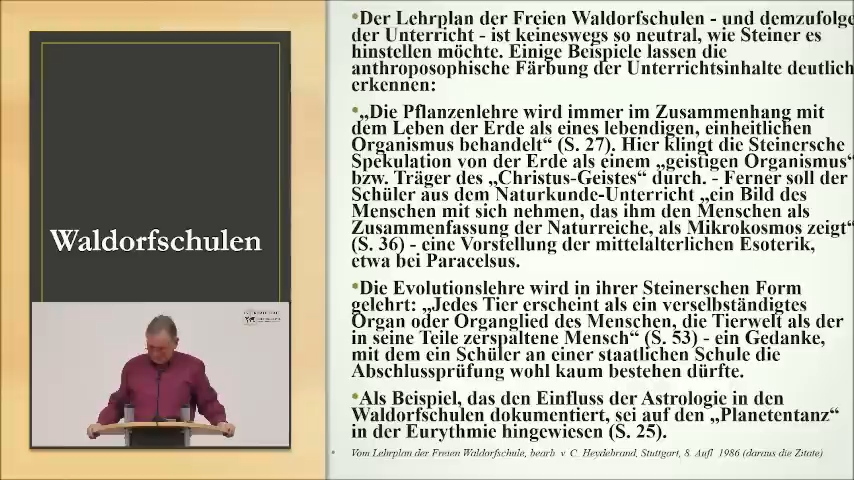 Waldorfschulen
•Der Lehrplan der Freien Waldorfschulen - und demzufolge
der Unterricht - ist keineswegs so neutral, wie Steiner es
hinstellen möchte. Einige Beispiele lassen die
anthroposophische Färbung der Unterrichtsinhalte deutlich
erkennen:
•„Die Pflanzenlehre wird immer im Zusammenhang mit
dem Leben der Erde als eines lebendigen, einheitlichen
Organismus behandelt“ (S. 27). Hier klingt die Steinersche
Spekulation von der Erde als einem „geistigen Organismus“
bzw. Träger des „Christus-Geistes“ durch. - Ferner soll der
Schüler aus dem Naturkunde-Unterricht „ein Bild des
Menschen mit sich nehmen, das ihm den Menschen als
Zusammenfassung der Naturreiche, als Mikrokosmos zeigt“
(S. 36) - eine Vorstellung der mittelalterlichen Esoterik,
etwa bei Paracelsus.
•Die Evolutionslehre wird in ihrer Steinerschen Form
gelehrt: „Jedes Tier erscheint als ein verselbständigtes
Organ oder Organglied des Menschen, die Tierwelt als der
in seine Teile zerspaltene Mensch“ (S. 53) - ein Gedanke,
mit dem ein Schüler an einer staatlichen Schule die
Abschlussprüfung wohl kaum bestehen dürfte.
•Als Beispiel, das den Einfluss der Astrologie in den
Waldorfschulen dokumentiert, sei auf den „Planetentanz“
in der Eurythmie hingewiesen (S. 25).
• Vom Lehrplan der Freien Waldorfschule, bearb v C. Heydebrand, Stuttgart, 8. Aufl 1986 (daraus die Zitate)